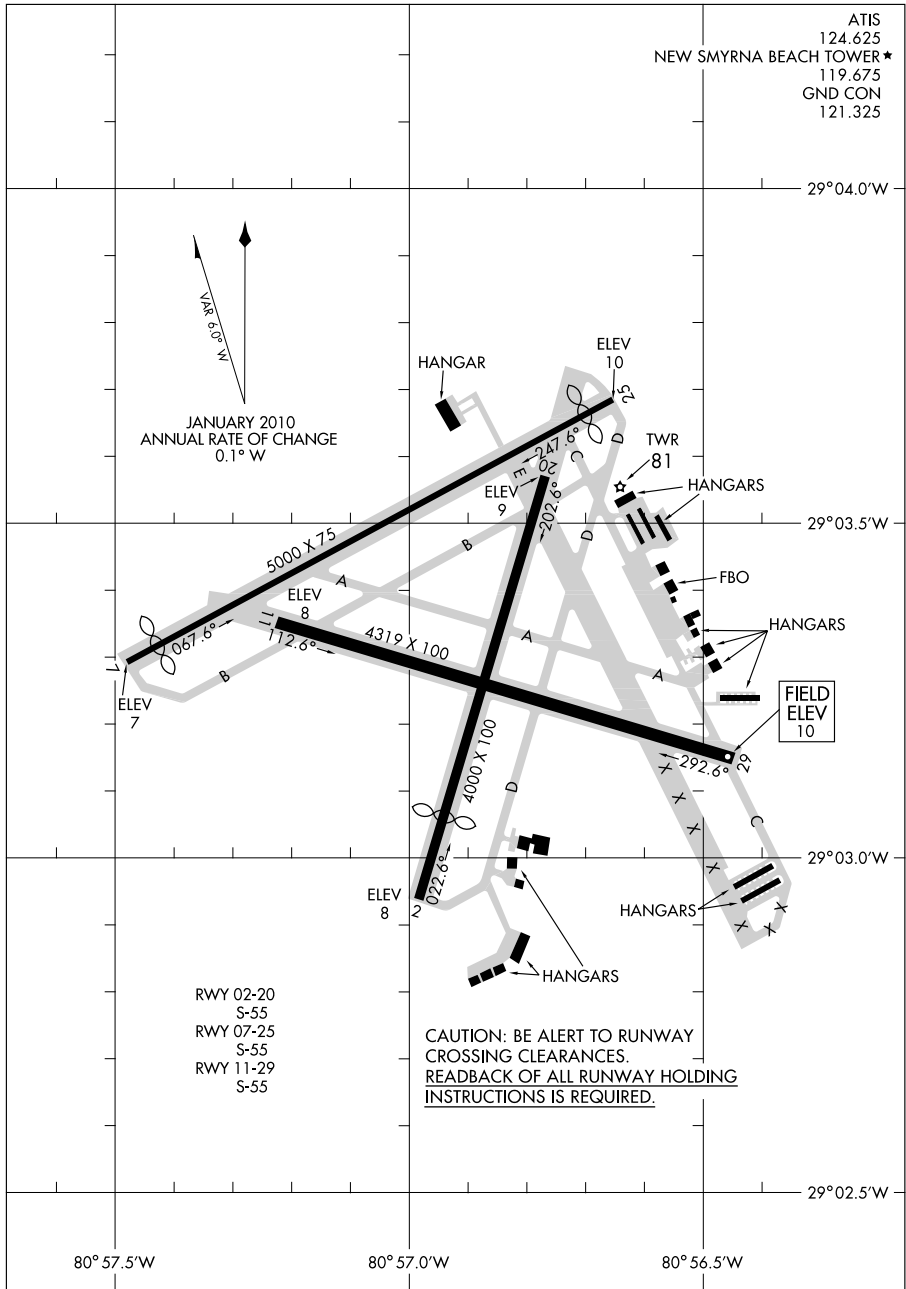 ATIS
124.625
NEW SMYRNA BEACH TOWER
119.675
GND CON
121.325
29°04.0'W
VAR 6.0° W
JANUARY 2010
ANNUAL RATE OF CHANGE
0.1° W
HANGAR
ELEV
10
25
247.6°
C
D
TWR
81
E
20
HANGARS
ELEV
9
202.6°
29°03.5'W
5000 X 75
B
D
A
FBO
ELEV
8
11
067.6°
112.6°
4319 X 100
A
HANGARS
7
B
A
ELEV
7
FIELD
ELEV
10
292.6°
29
4000 X 100
D
X
X
X
C
022.6°
29°03.0'W
X
ELEV
8
2
HANGARS
X
X
X
HANGARS
RWY 02-20
S-55
RWY 07-25
S-55
RWY 11-29
S-55
CAUTION: BE ALERT TO RUNWAY
CROSSING CLEARANCES.
READBACK OF ALL RUNWAY HOLDING
INSTRUCTIONS IS REQUIRED.
29°02.5'W
80°57.5'W
80°57.0'W
80°56.5'W